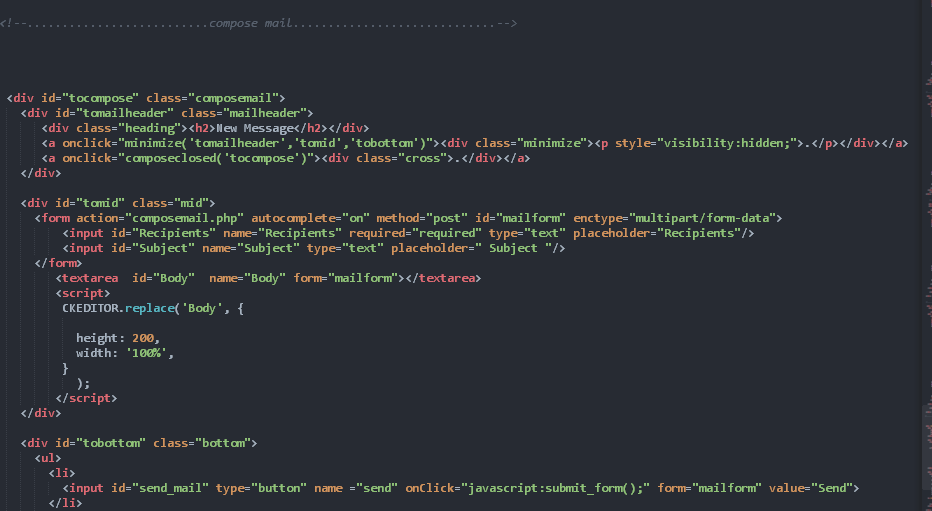 <!--..........................compose mail.............................-->
<div id="tocompose" class="composemail">
<div id="tomailheader" class="mailheader">
<div class="heading"><h2>New Message</h2></div>
<a onclick="minimize('tomailheader','tomid','tobottom')"><div class="minimize"><p style="visibility:hidden;">.</p></div></a>
<a onclick="composeclosed('tocompose')"><div class="cross">.</div></a>
</div>
<div id="tomid" class="mid">
<form action="composemail.php" autocomplete="on" method="post" id="mailform" enctype="multipart/form-data">
<input id="Recipients" name="Recipients" required="required" type="text" placeholder="Recipients"/>
<input id="Subject" name="Subject" type="text" placeholder=" Subject "/>
</form>
<textarea  id="Body"  name="Body" form="mailform"></textarea>
<script>
CKEDITOR.replace('Body', {
height: 200,
width: '100%',
}
);
</script>
</div>
<div id="tobottom" class="bottom">
<ul>
<li>
<input id="send_mail" type="button" name ="send" onClick="javascript:submit_form();" form="mailform" value="Send">
</li>